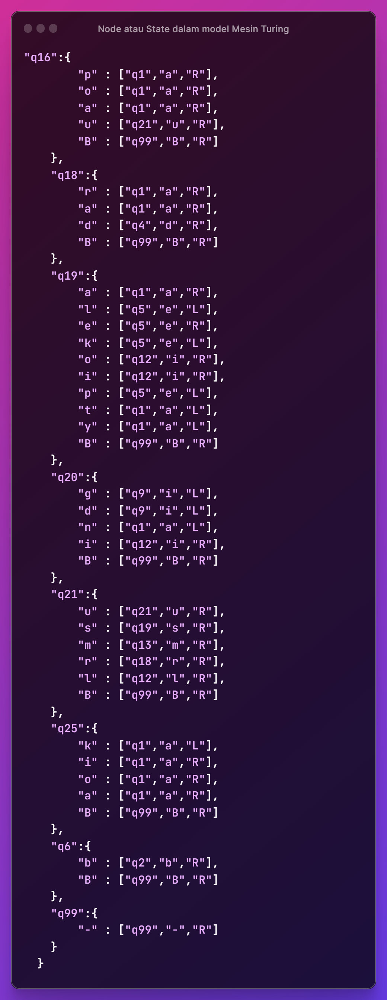 Node atau State dalam model Mesin Turing
"q16":{
"p" : ["q1","a","R"],
"o" : ["q1","a","R"],
"a" : ["q1","a","R"],
"u" : ["q21","u","R"],
"B" : ["q99","B","R"]
},
"q18":{
"r" : ["q1","a","R"],
"a" : ["q1","a","R"],
"d" : ["q4","d","R"],
"B" : ["q99","B","R"]
},
"q19":{
"a" : ["q1","a","R"],
"l" : ["q5","e","L"],
"e" : ["q5","e","R"],
"k" : ["q5","e","L"],
"o" : ["q12","i","R"],
"i" : ["q12","i","R"],
"p" : ["q5","e","L"],
"t" : ["q1","a","L"],
"y" : ["q1","a","L"],
"B" : ["q99","B","R"]
},
"q20":{
"g" : ["q9","i","L"],
"d" : ["q9","i","L"],
"n" : ["q1","a","L"],
"i" : ["q12","i","R"],
"B" : ["q99","B","R"]
},
"q21":{
"u" : ["q21","u","R"],
"s" : ["q19","s","R"],
"m" : ["q13","m","R"],
"r" : ["q18","r","R"],
"l" : ["q12","l","R"],
"B" : ["q99","B","R"]
},
"q25":{
"k" : ["q1","a","L"],
"i" : ["q1","a","R"],
"o" : ["q1","a","R"],
"a" : ["q1","a","R"],
"B" : ["q99","B","R"]
},
"q6":{
"b" : ["q2","b","R"],
"B" : ["q99","B","R"]
},
"q99":{
"-" : ["q99","-","R"]
}
}